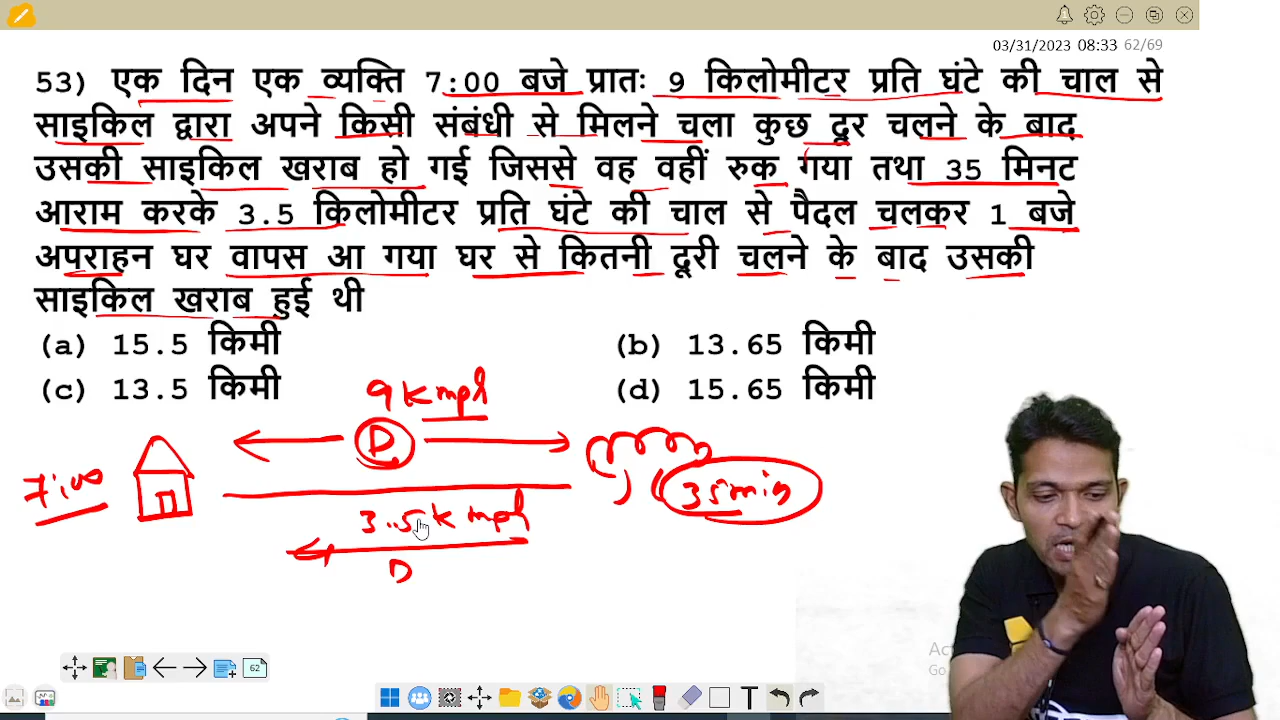 03/31/2023 08:33 62/69
53) एक दिन एक व्यक्ति 7:00 बजे प्रातः 9 किलोमीटर प्रति घंटे की चाल से
साइकिल द्वारा अपने किसी संबंधी से मिलने चला कुछ दूर चलने के बाद
उसकी साइकिल खराब हो गई जिससे वह वहीं रुक गया तथा 35 मिनट
आराम करके 3.5 किलोमीटर प्रति घंटे की चाल से पैदल चलकर 1 बजे
अपराहन घर वापस आ गया घर से कितनी दूरी चलने के बाद उसकी
साइकिल खराब हुई थी
(a) 15.5 किमी (b) 13.65 किमी
(c) 13.5 किमी (d) 15.65 किमी
9 kmph
D
7:00
35 min
3.5 kmph
D
Go
62
T